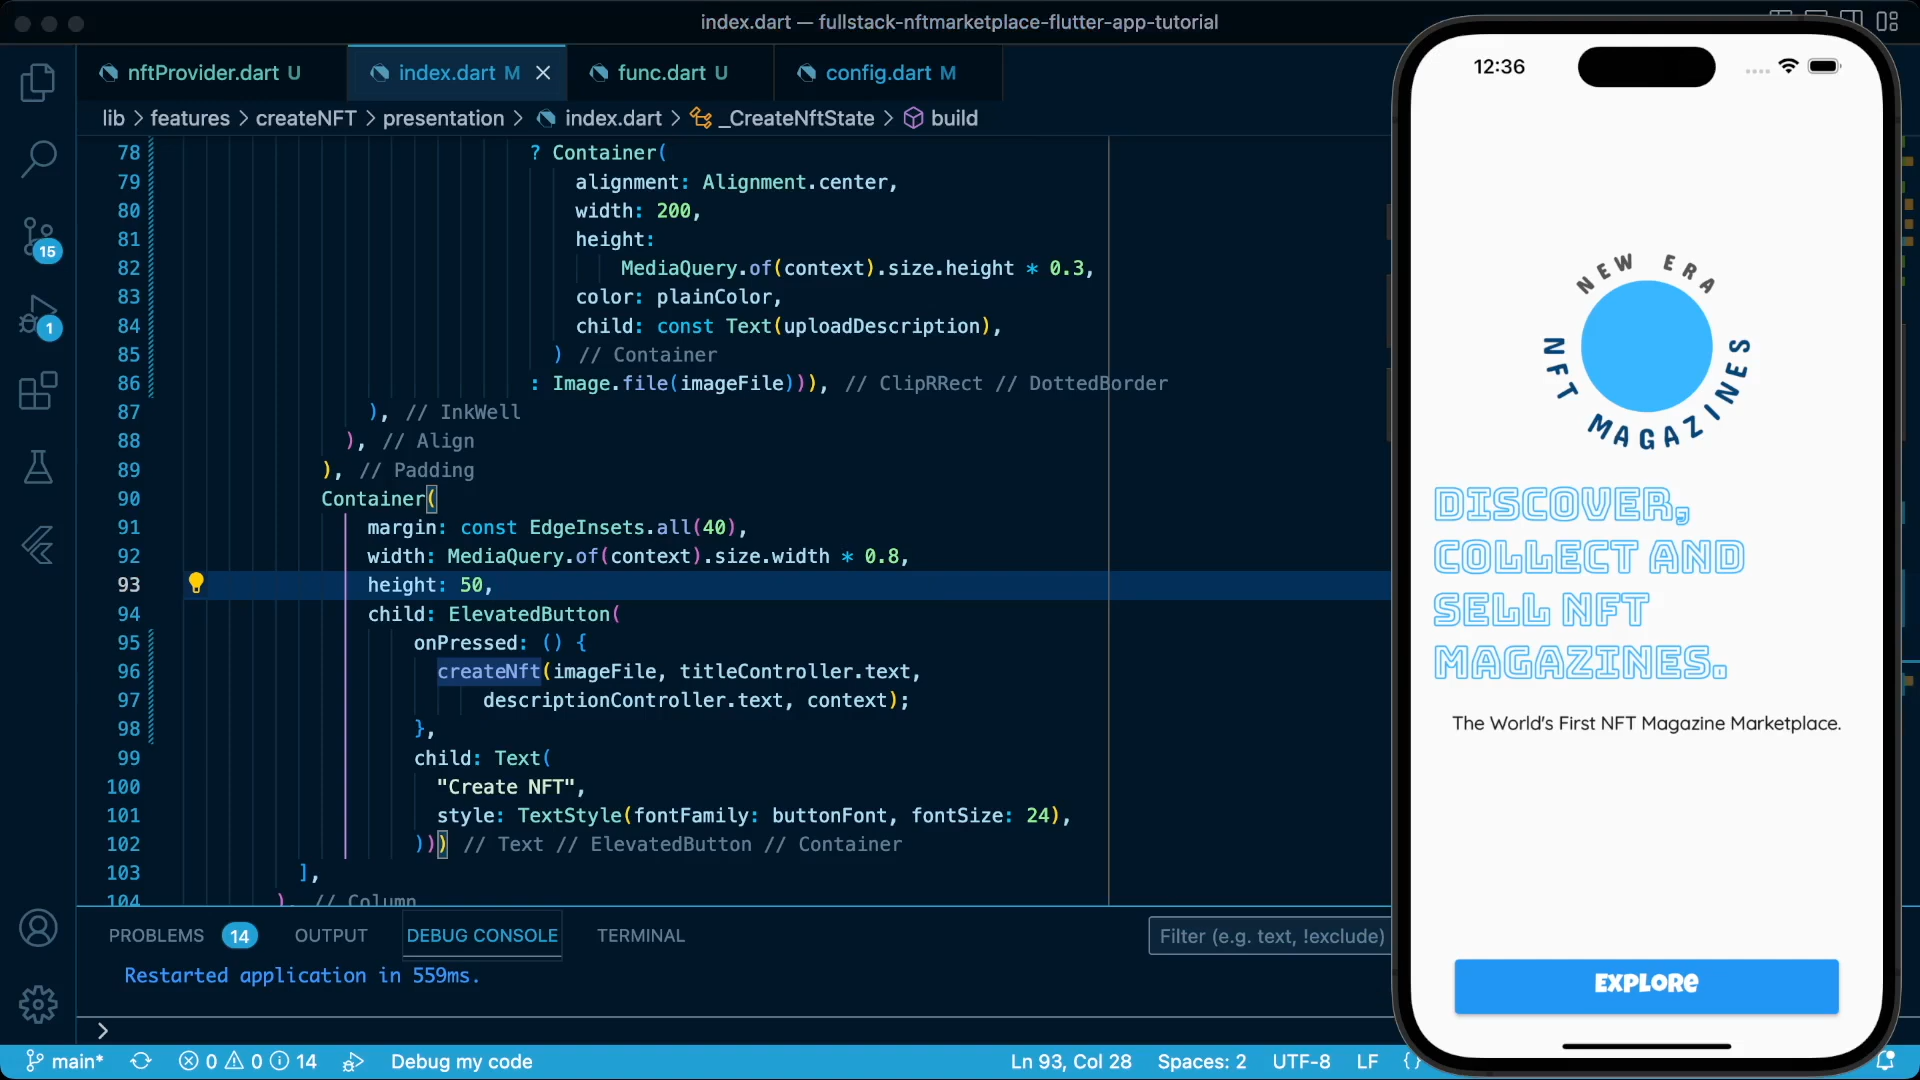 index.dart — fullstack-nftmarketplace-flutter-app-tutorial
nftProvider.dart U
index.dart M
func.dart U
config.dart M
lib > features > createNFT > presentation > index.dart > _CreateNftState > build
78 ? Container(
79 alignment: Alignment.center,
80 width: 200,
81 height:
82 MediaQuery.of(context).size.height * 0.3,
83 color: plainColor,
84 child: const Text(uploadDescription),
85 ) // Container
86 : Image.file(imageFile))), // ClipRRect // DottedBorder
87 ), // InkWell
88 ), // Align
89 ), // Padding
90 Container(
91 margin: const EdgeInsets.all(40),
92 width: MediaQuery.of(context).size.width * 0.8,
93 height: 50,
94 child: ElevatedButton(
95 onPressed: () {
96 createNft(imageFile, titleController.text,
97 descriptionController.text, context);
98 },
99 child: Text(
100 "Create NFT",
101 style: TextStyle(fontFamily: buttonFont, fontSize: 24),
102 ))) // Text // ElevatedButton // Container
103 ],
104 ) // Column
15
1
PROBLEMS 14 OUTPUT DEBUG CONSOLE TERMINAL
Filter (e.g. text, !exclude)
Restarted application in 559ms.
>
main* 0 0 14 Debug my code
Ln 93, Col 28 Spaces: 2 UTF-8 LF {}
12:36
NEW ERA
NFT MAGAZINES
DISCOVER,
COLLECT AND
SELL NFT
MAGAZINES.
The World's First NFT Magazine Marketplace.
EXPLORE